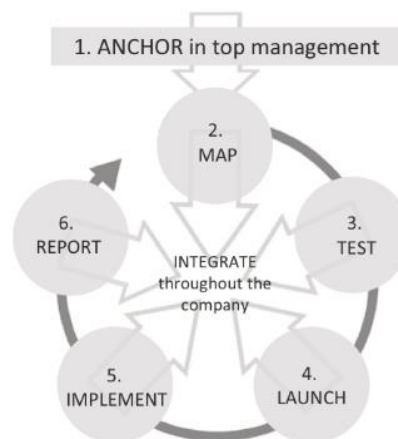 1. ANCHOR in top management
2.
MAP
3.
TEST
4.
LAUNCH
5.
IMPLEMENT
6.
REPORT
INTEGRATE
throughout the
company